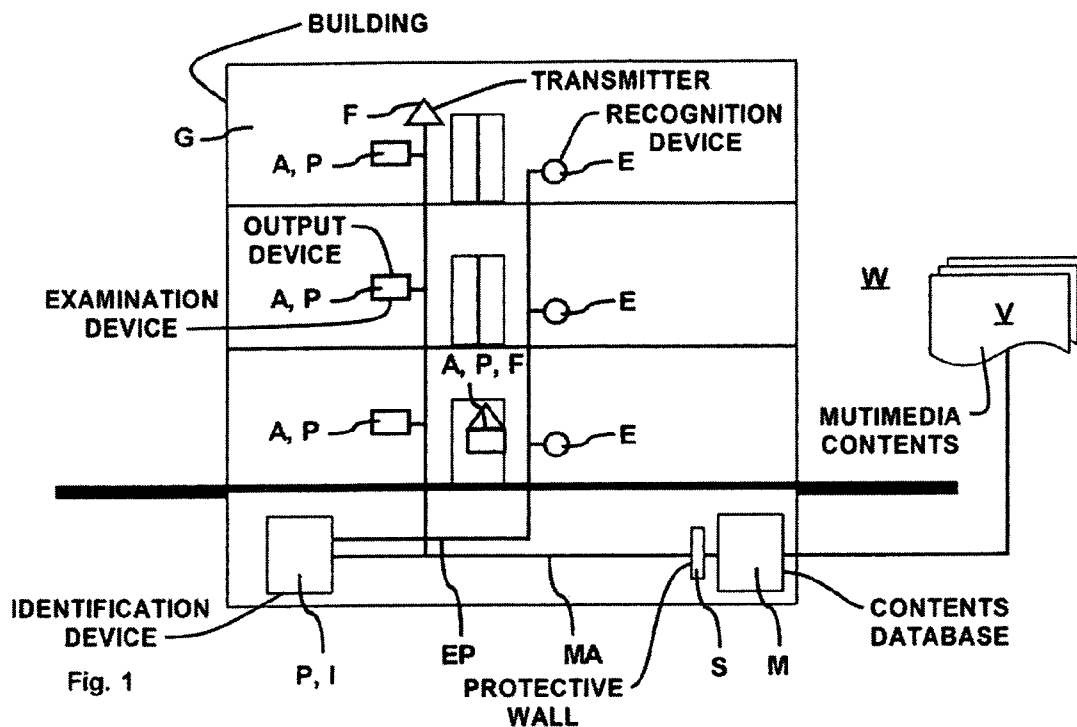 BUILDING
TRANSMITTER
F
RECOGNITION
DEVICE
G
A, P
E
OUTPUT
DEVICE
EXAMINATION
DEVICE
A, P
E
W
V
A, P, F
A, P
E
MUTIMEDIA
CONTENTS
IDENTIFICATION
DEVICE
P, I
EP
MA
PROTECTIVE
WALL
S
M
CONTENTS
DATABASE
Fig. 1